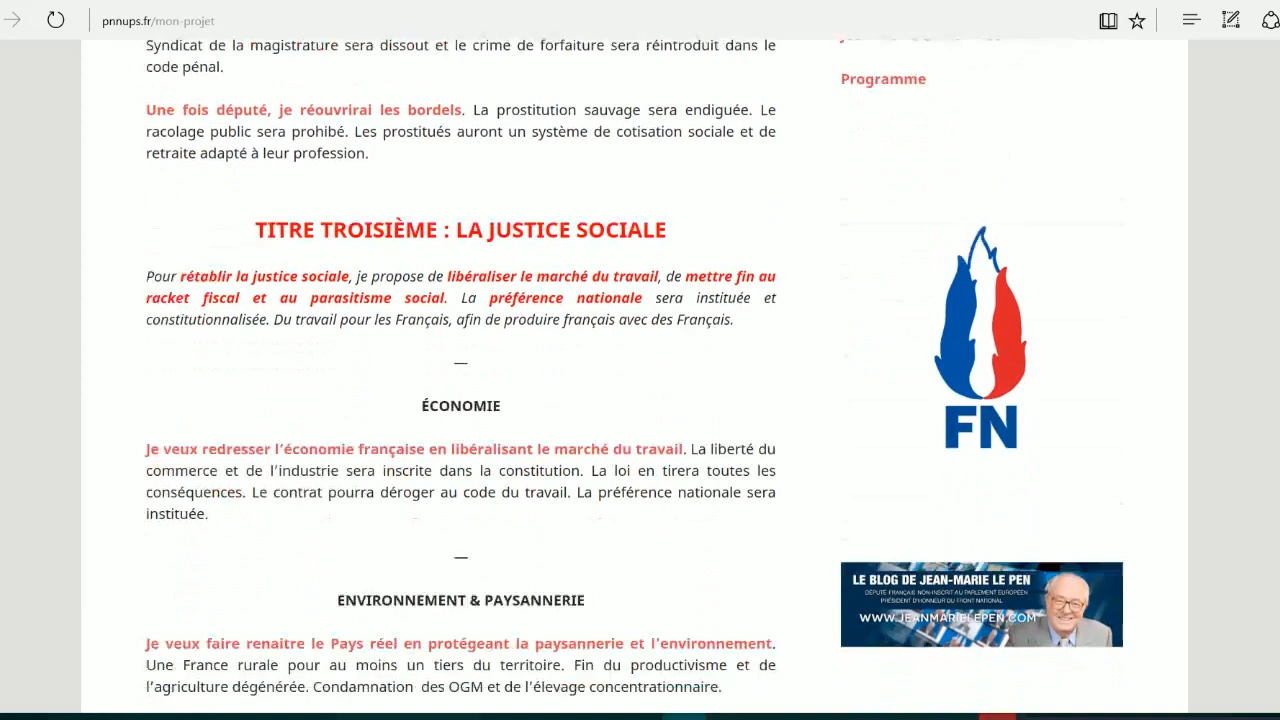 pnnups.fr/mon-projet
Syndicat de la magistrature sera dissout et le crime de forfaiture sera réintroduit dans le
code pénal.
Une fois député, je réouvrirai les bordels. La prostitution sauvage sera endiguée. Le
racolage public sera prohibé. Les prostitués auront un système de cotisation sociale et de
retraite adapté à leur profession.
TITRE TROISIÈME : LA JUSTICE SOCIALE
Pour rétablir la justice sociale, je propose de libéraliser le marché du travail, de mettre fin au
racket fiscal et au parasitisme social. La préférence nationale sera instituée et
constitutionnalisée. Du travail pour les Français, afin de produire français avec des Français.
—
ÉCONOMIE
Je veux redresser l'économie française en libéralisant le marché du travail. La liberté du
commerce et de l'industrie sera inscrite dans la constitution. La loi en tirera toutes les
conséquences. Le contrat pourra déroger au code du travail. La préférence nationale sera
instituée.
—
ENVIRONNEMENT & PAYSANNERIE
Je veux faire renaitre le Pays réel en protégeant la paysannerie et l'environnement.
Une France rurale pour au moins un tiers du territoire. Fin du productivisme et de
l'agriculture dégénérée. Condamnation des OGM et de l'élevage concentrationnaire.
Programme
FN
LE BLOG DE JEAN-MARIE LE PEN
DÉPUTÉ FRANÇAIS NON-INSCRIT AU PARLEMENT EUROPÉEN
PRÉSIDENT D'HONNEUR DU FRONT NATIONAL
WWW.JEANMARIELEPEN.COM